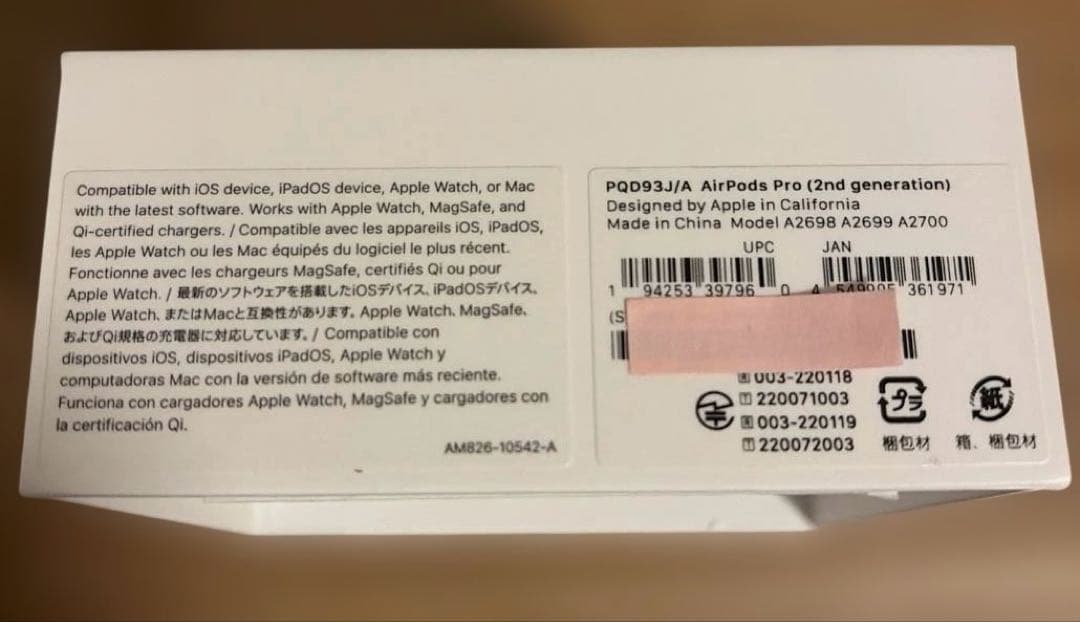 Compatible with iOS device, iPadOS device, Apple Watch, or Mac
with the latest software. Works with Apple Watch, MagSafe, and
Qi-certified chargers. / Compatible avec les appareils iOS, iPadOS,
les Apple Watch ou les Mac équipés du logiciel le plus récent.
Fonctionne avec les chargeurs MagSafe, certifiés Qi ou pour
Apple Watch. / 最新のソフトウェアを搭載したiOSデバイス、iPadOSデバイス、
Apple Watch、またはMacと互換性があります。Apple Watch、MagSafe、
およびQi規格の充電器に対応しています。/ Compatible con
dispositivos iOS, dispositivos iPadOS, Apple Watch y
computadoras Mac con la versión de software más reciente.
Funciona con cargadores Apple Watch, MagSafe y cargadores con
la certificación Qi.
AM826-10542-A
PQD93J/A AirPods Pro (2nd generation)
Designed by Apple in California
Made in China Model A2698 A2699 A2700
UPC JAN
1 94253 39796 0 4 549995 361971
(S
R 003-220118
T 220071003
R 003-220119
T 220072003
プラ
梱包材
紙
箱、梱包材